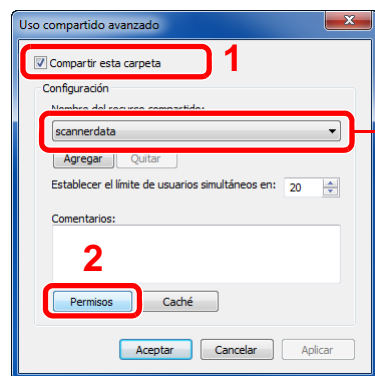 Uso compartido avanzado
1
Compartir esta carpeta
Configuración
Nombre del recurso compartido:
scannerdata
Agregar Quitar
Establecer el límite de usuarios simultáneos en: 20
Comentarios:
2
Permisos Caché
Aceptar Cancelar Aplicar